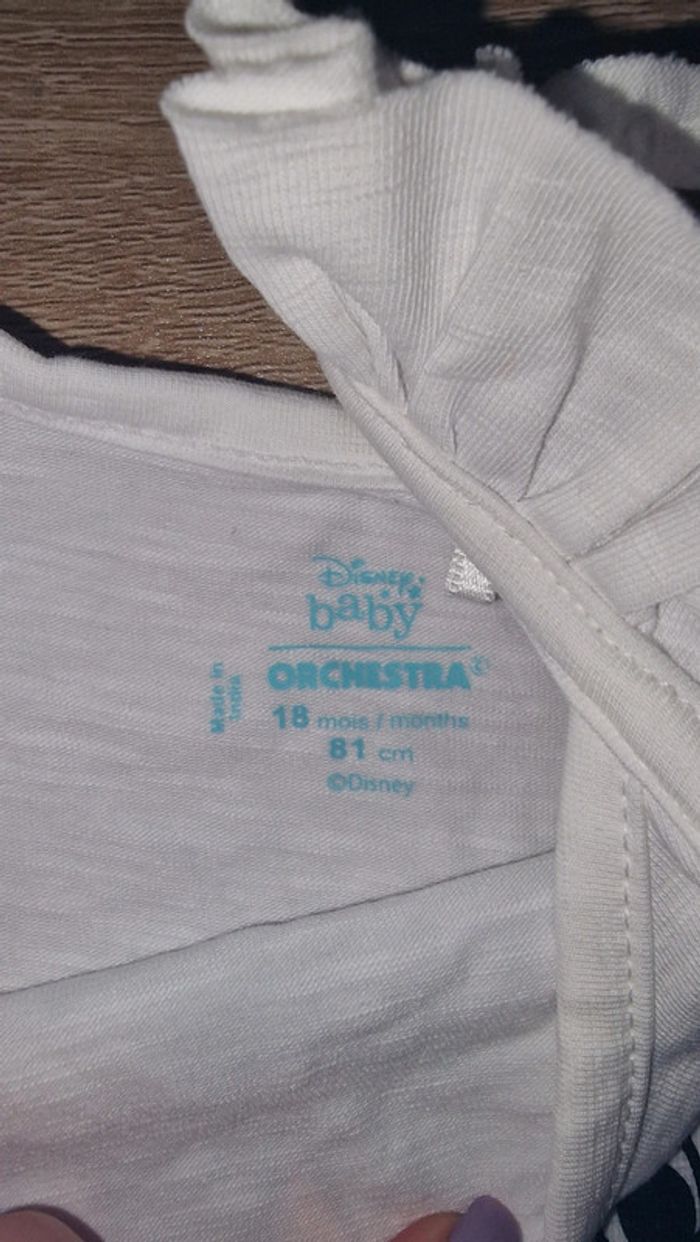 Disney
baby
ORCHESTRA®
18 mois / months
81 cm
©Disney
Made in
India